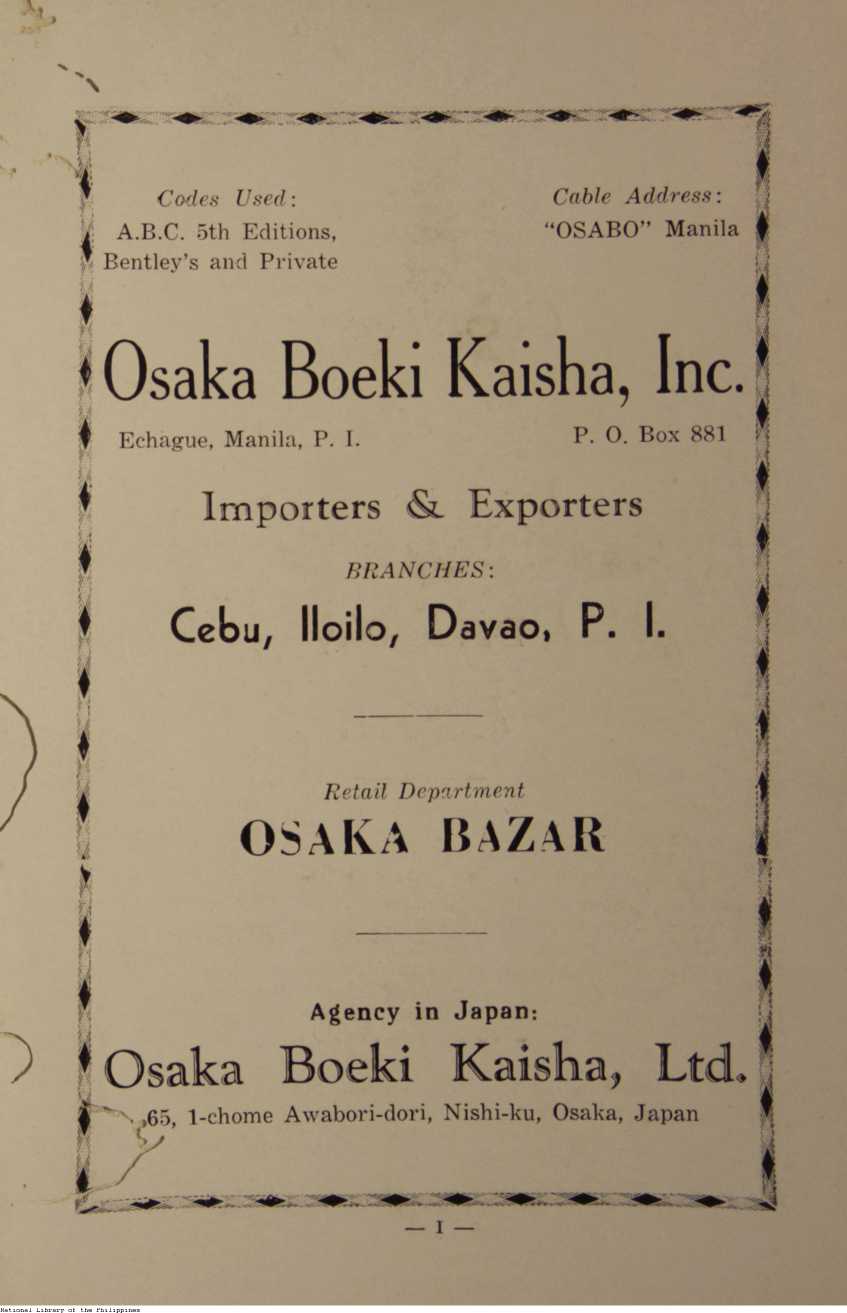 Codes Used:
A.B.C. 5th Editions,
Bentley's and Private
Cable Address:
"OSABO" Manila
Osaka Boeki Kaisha, Inc.
Echague, Manila, P. I.
P. O. Box 881
Importers & Exporters
BRANCHES:
Cebu, Iloilo, Davao, P. I.
Retail Department
OSAKA BAZAR
Agency in Japan:
Osaka Boeki Kaisha, Ltd.
65, 1-chome Awabori-dori, Nishi-ku, Osaka, Japan
— I —
National Library of the Philippines